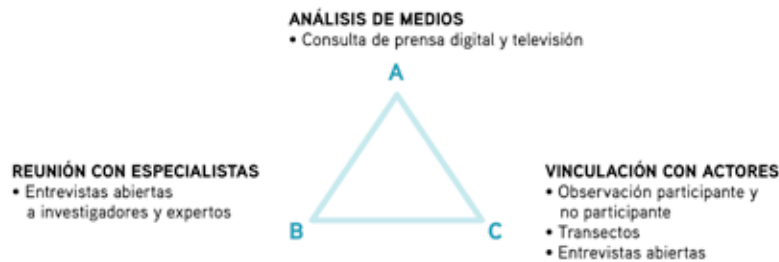 ANÁLISIS DE MEDIOS
• Consulta de prensa digital y televisión
A
REUNIÓN CON ESPECIALISTAS
• Entrevistas abiertas
a investigadores y expertos
B
C
VINCULACIÓN CON ACTORES
• Observación participante y
no participante
• Transectos
• Entrevistas abiertas